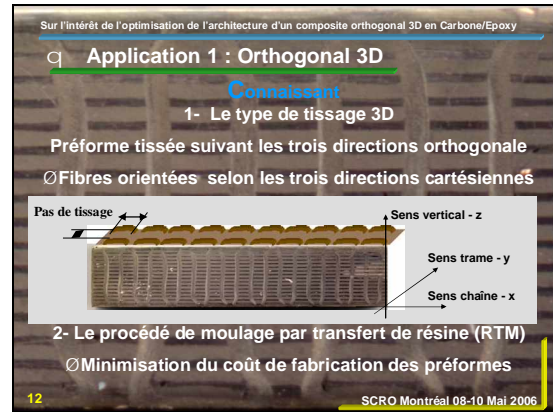 Sur l'intérêt de l'optimisation de l'architecture d'un composite orthogonal 3D en Carbone/Epoxy
q Application 1 : Orthogonal 3D
Connaissant
1- Le type de tissage 3D
Préforme tissée suivant les trois directions orthogonale
ØFibres orientées selon les trois directions cartésiennes
Pas de tissage
Sens vertical - z
Sens trame - y
Sens chaîne - x
2- Le procédé de moulage par transfert de résine (RTM)
ØMinimisation du coût de fabrication des préformes
12
SCRO Montréal 08-10 Mai 2006